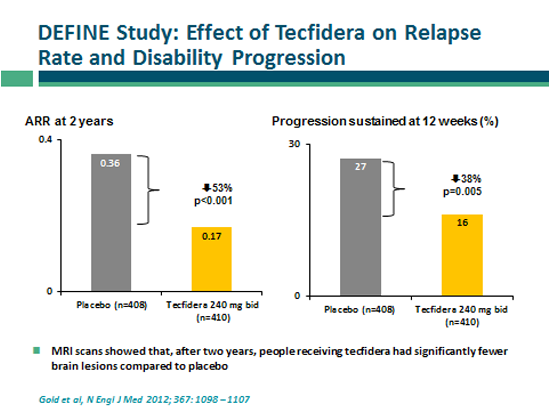 DEFINE Study: Effect of Tecfidera on Relapse
Rate and Disability Progression
ARR at 2 years
0.4
0.36
53%
p<0.001
0.17
0
Placebo (n=408)
Tecfidera 240 mg bid
(n=410)
Progression sustained at 12 weeks (%)
30
27
38%
p=0.005
16
0
Placebo (n=408)
Tecfidera 240 mg bid
(n=410)
MRI scans showed that, after two years, people receiving tecfidera had significantly fewer
brain lesions compared to placebo
Gold et al, N Engl J Med 2012; 367: 1098 – 1107